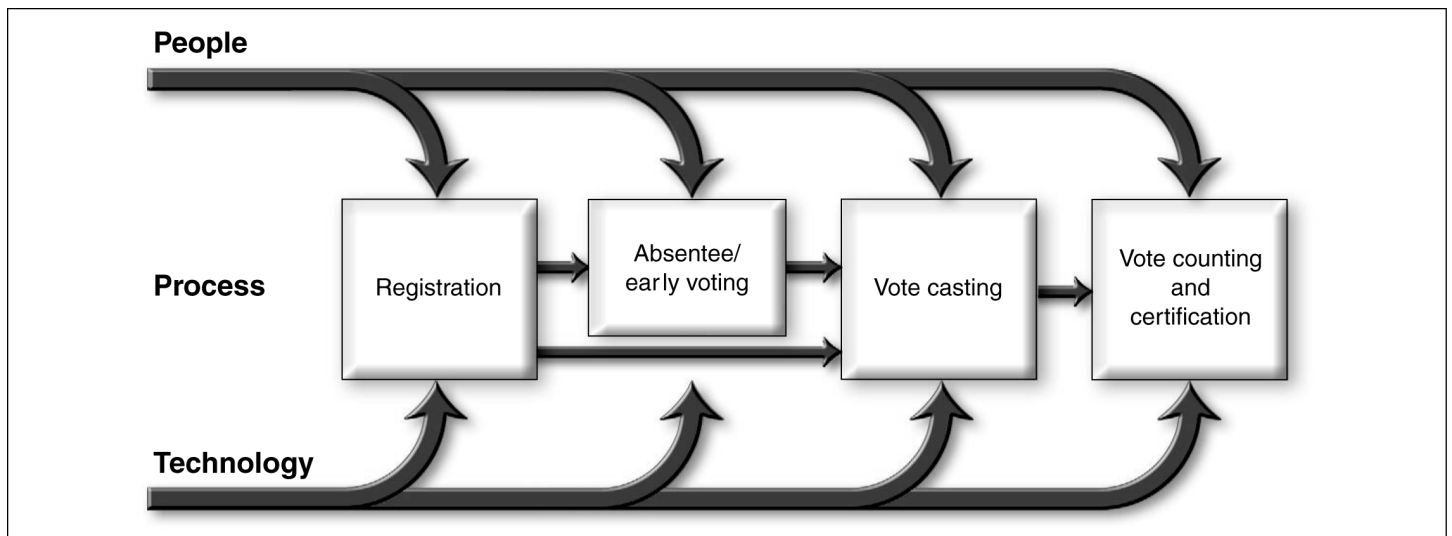 People
Process
Registration
Absentee/
early voting
Vote casting
Vote counting
and
certification
Technology